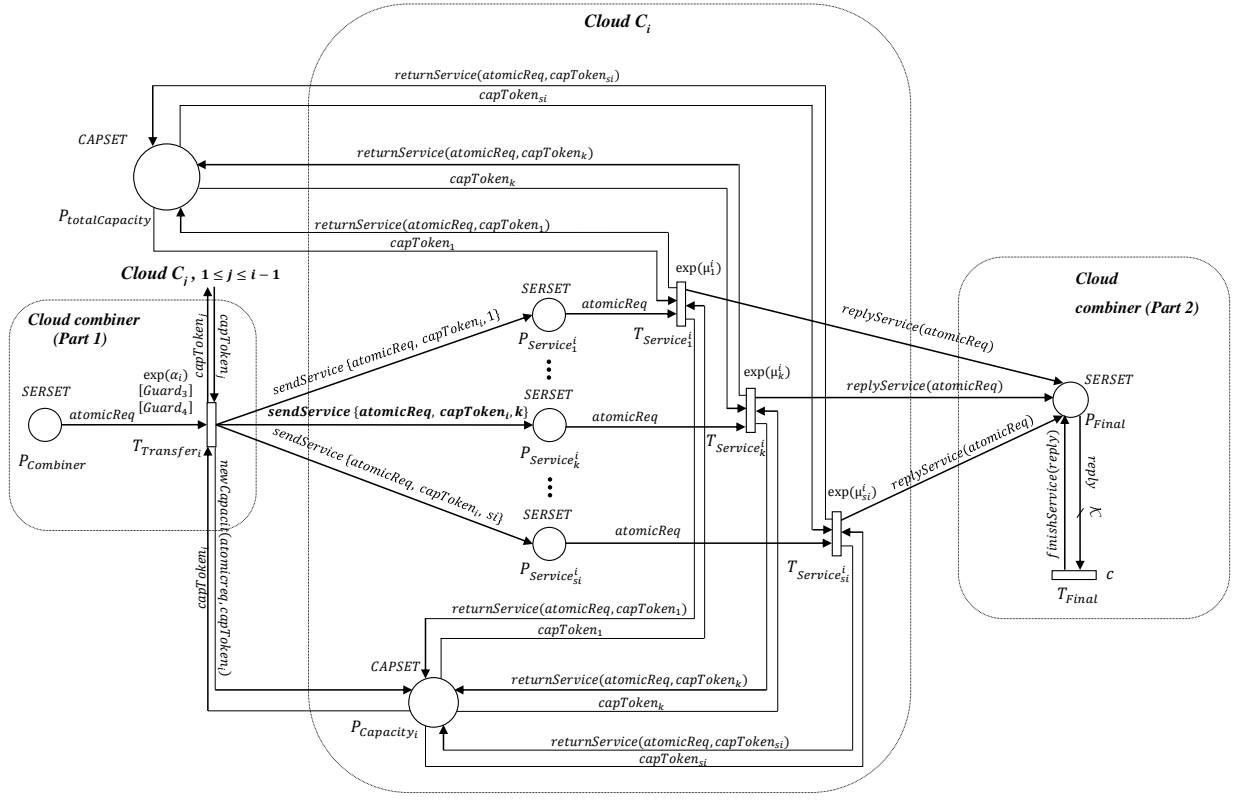 Cloud C_i
returnService(atomicReq, capToken_si)
capToken_si
CAPSET
returnService(atomicReq, capToken_k)
capToken_k
P_totalCapacity
returnService(atomicReq, capToken_1)
capToken_1
Cloud C_j, 1 ≤ j ≤ i − 1
capToken_j
capToken_j
Cloud combiner
(Part 1)
SERSET
atomicReq
P_Combiner
exp(α_i)
[Guard_3]
[Guard_4]
T_Transfer_i
sendService {atomicReq, capToken_i, 1}
sendService {atomicReq, capToken_i, k}
sendService {atomicReq, capToken_i, si}
capToken_i
newCapacit(atomicreq, capToken_i)
SERSET
atomicReq
P_Service_1^i
SERSET
atomicReq
P_Service_k^i
SERSET
atomicReq
P_Service_si^i
exp(μ_1^i)
T_Service_1^i
exp(μ_k^i)
T_Service_k^i
exp(μ_si^i)
T_Service_si^i
replyService(atomicReq)
replyService(atomicReq)
replyService(atomicReq)
Cloud
combiner (Part 2)
SERSET
P_Final
finishService(reply)
reply
c
T_Final
returnService(atomicReq, capToken_1)
capToken_1
CAPSET
returnService(atomicReq, capToken_k)
capToken_k
P_Capacity_i
returnService(atomicReq, capToken_si)
capToken_si